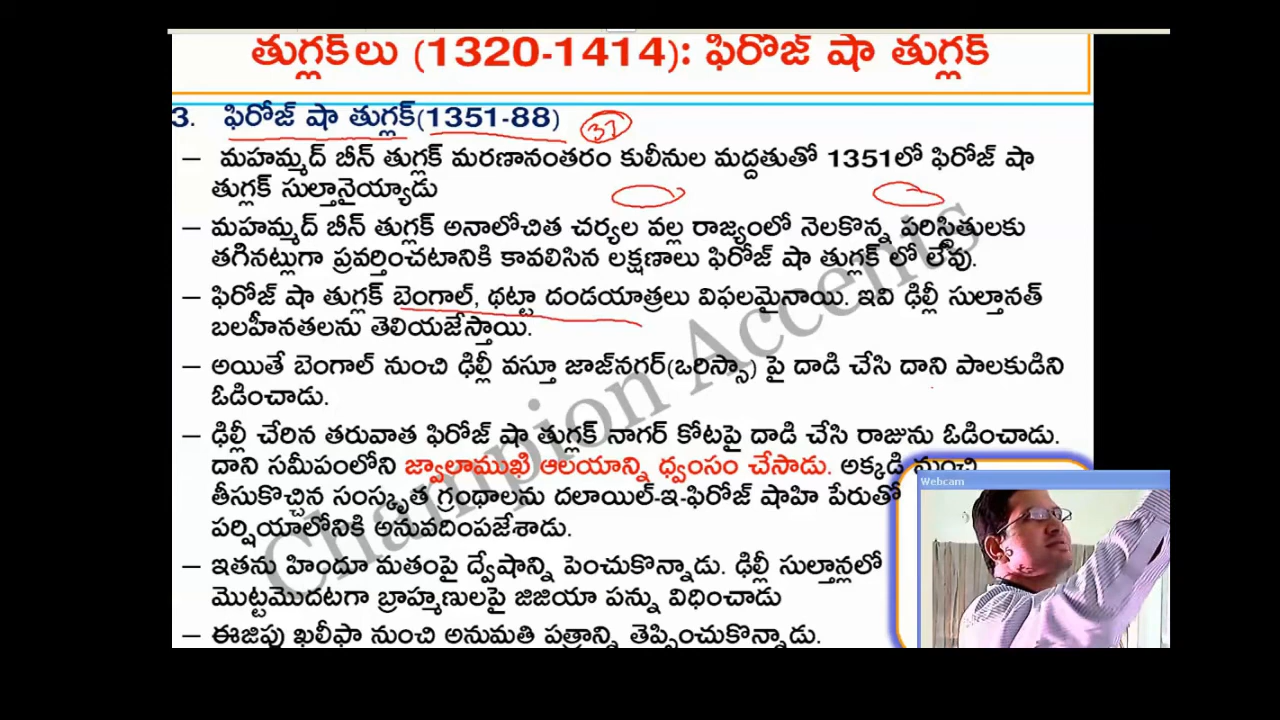 తుగ్లక్‌లు (1320-1414): ఫిరోజ్ షా తుగ్లక్
3. ఫిరోజ్ షా తుగ్లక్(1351-88)
37
– మహమ్మద్ బీన్ తుగ్లక్ మరణానంతరం కులీనుల మద్దతుతో 1351లో ఫిరోజ్ షా
తుగ్లక్ సుల్తానైయ్యాడు
– మహమ్మద్ బీన్ తుగ్లక్ అనాలోచిత చర్యల వల్ల రాజ్యంలో నెలకొన్న పరిస్థితులకు
తగినట్లుగా ప్రవర్తించటానికి కావలిసిన లక్షణాలు ఫిరోజ్ షా తుగ్లక్ లో లేవు.
– ఫిరోజ్ షా తుగ్లక్ బెంగాల్, థట్టా దండయాత్రలు విఫలమైనాయి. ఇవి ఢిల్లీ సుల్తానత్
బలహీనతలను తెలియజేస్తాయి.
– అయితే బెంగాల్ నుంచి ఢిల్లీ వస్తూ జాజ్‌నగర్(ఒరిస్సా) పై దాడి చేసి దాని పాలకుడిని
ఓడించాడు.
– ఢిల్లీ చేరిన తరువాత ఫిరోజ్ షా తుగ్లక్ నాగర్ కోటపై దాడి చేసి రాజును ఓడించాడు.
దాని సమీపంలోని జ్వాలాముఖి ఆలయాన్ని ధ్వంసం చేసాడు. అక్కడి నుంచి
తీసుకొచ్చిన సంస్కృత గ్రంథాలను దలాయిల్-ఇ-ఫిరోజ్ షాహి పేరుతో
పర్షియాలోనికి అనువదింపజేశాడు.
– ఇతను హిందూ మతంపై ద్వేషాన్ని పెంచుకొన్నాడు. ఢిల్లీ సుల్తాన్లలో
మొట్టమొదటగా బ్రాహ్మణులపై జిజియా పన్ను విధించాడు
– ఈజిపు ఖలీఫా నుంచి అనుమతి పత్రాన్ని తెప్పించుకొన్నాడు.
Champion Accents
Webcam